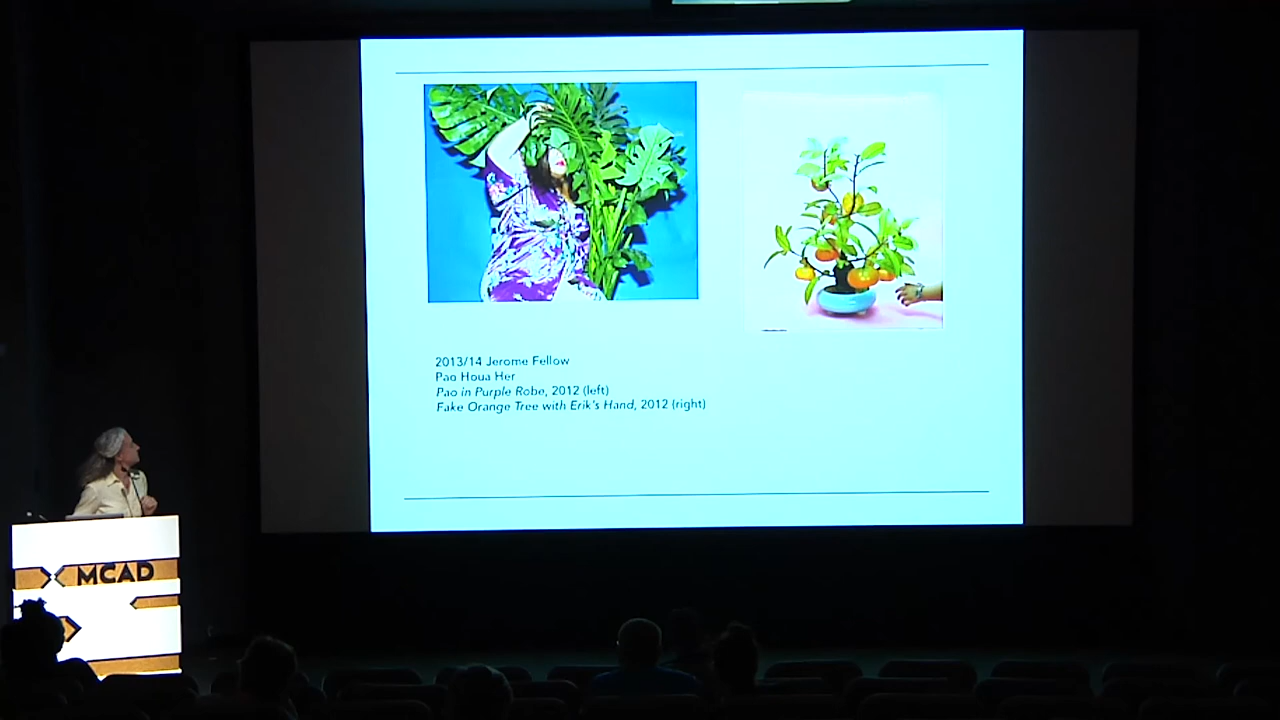 2013/14 Jerome Fellow
Pao Houa Her
Pao in Purple Robe, 2012 (left)
Fake Orange Tree with Erik's Hand, 2012 (right)
MCAD